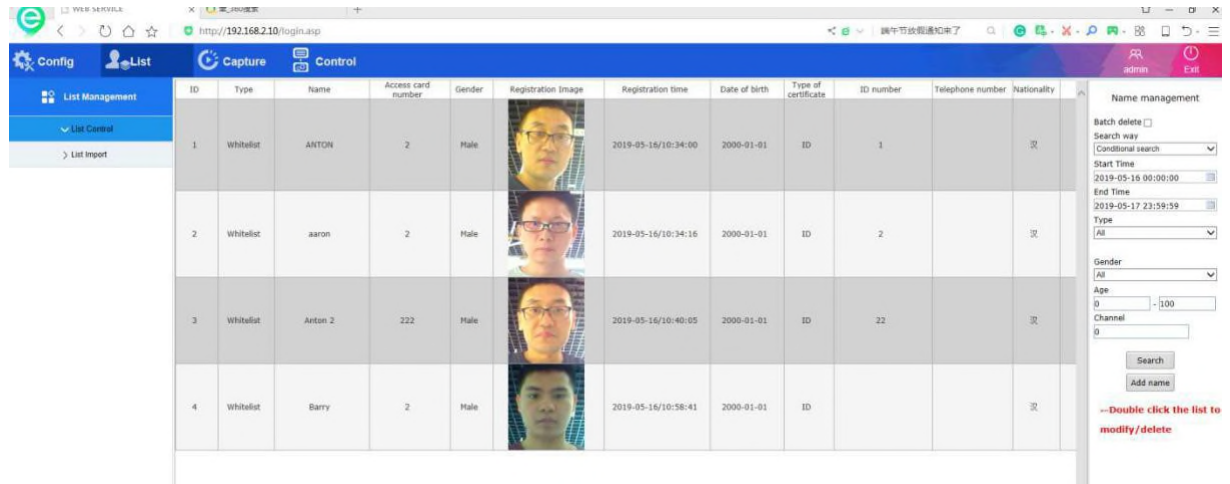 WEB SERVICE
http://192.168.2.10/login.asp
端午节放假通知来了
Config
List
Capture
Control
admin
Exit
List Management
List Control
List Import
ID Type Name Access card number Gender Registration Image Registration time Date of birth Type of certificate ID number Telephone number Nationality
1 Whitelist ANTON 2 Male 2019-05-16/10:34:00 2000-01-01 ID 1 汉
2 Whitelist aaron 2 Male 2019-05-16/10:34:16 2000-01-01 ID 2 汉
3 Whitelist Anton 2 222 Male 2019-05-16/10:40:05 2000-01-01 ID 22 汉
4 Whitelist Barry 2 Male 2019-05-16/10:58:41 2000-01-01 ID 汉
Name management
Batch delete
Search way
Conditional search
Start Time
2019-05-16 00:00:00
End Time
2019-05-17 23:59:59
Type
All
Gender
All
Age
0 - 100
Channel
0
Search
Add name
--Double click the list to
modify/delete